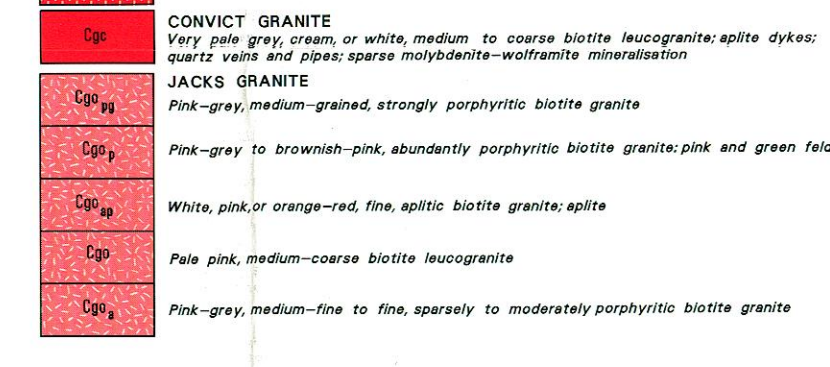 CONVICT GRANITE
Cgc
Very pale grey, cream, or white, medium to coarse biotite leucogranite; aplite dykes;
quartz veins and pipes; sparse molybdenite–wolframite mineralisation
JACKS GRANITE
Cgo pg
Pink–grey, medium–grained, strongly porphyritic biotite granite
Cgo p
Pink–grey to brownish–pink, abundantly porphyritic biotite granite: pink and green feld
Cgo ap
White, pink, or orange–red, fine, aplitic biotite granite; aplite
Cgo
Pale pink, medium–coarse biotite leucogranite
Cgo a
Pink–grey, medium–fine to fine, sparsely to moderately porphyritic biotite granite